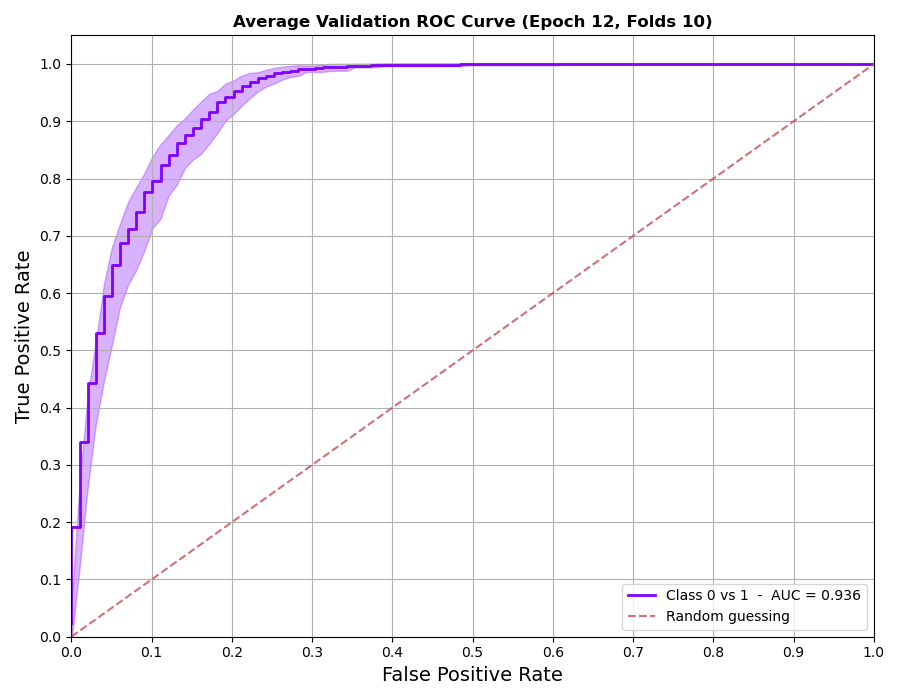 Average Validation ROC Curve (Epoch 12, Folds 10)
True Positive Rate
1.0
0.9
0.8
0.7
0.6
0.5
0.4
0.3
0.2
0.1
0.0
Class 0 vs 1 - AUC = 0.936
Random guessing
0.0 0.1 0.2 0.3 0.4 0.5 0.6 0.7 0.8 0.9 1.0
False Positive Rate